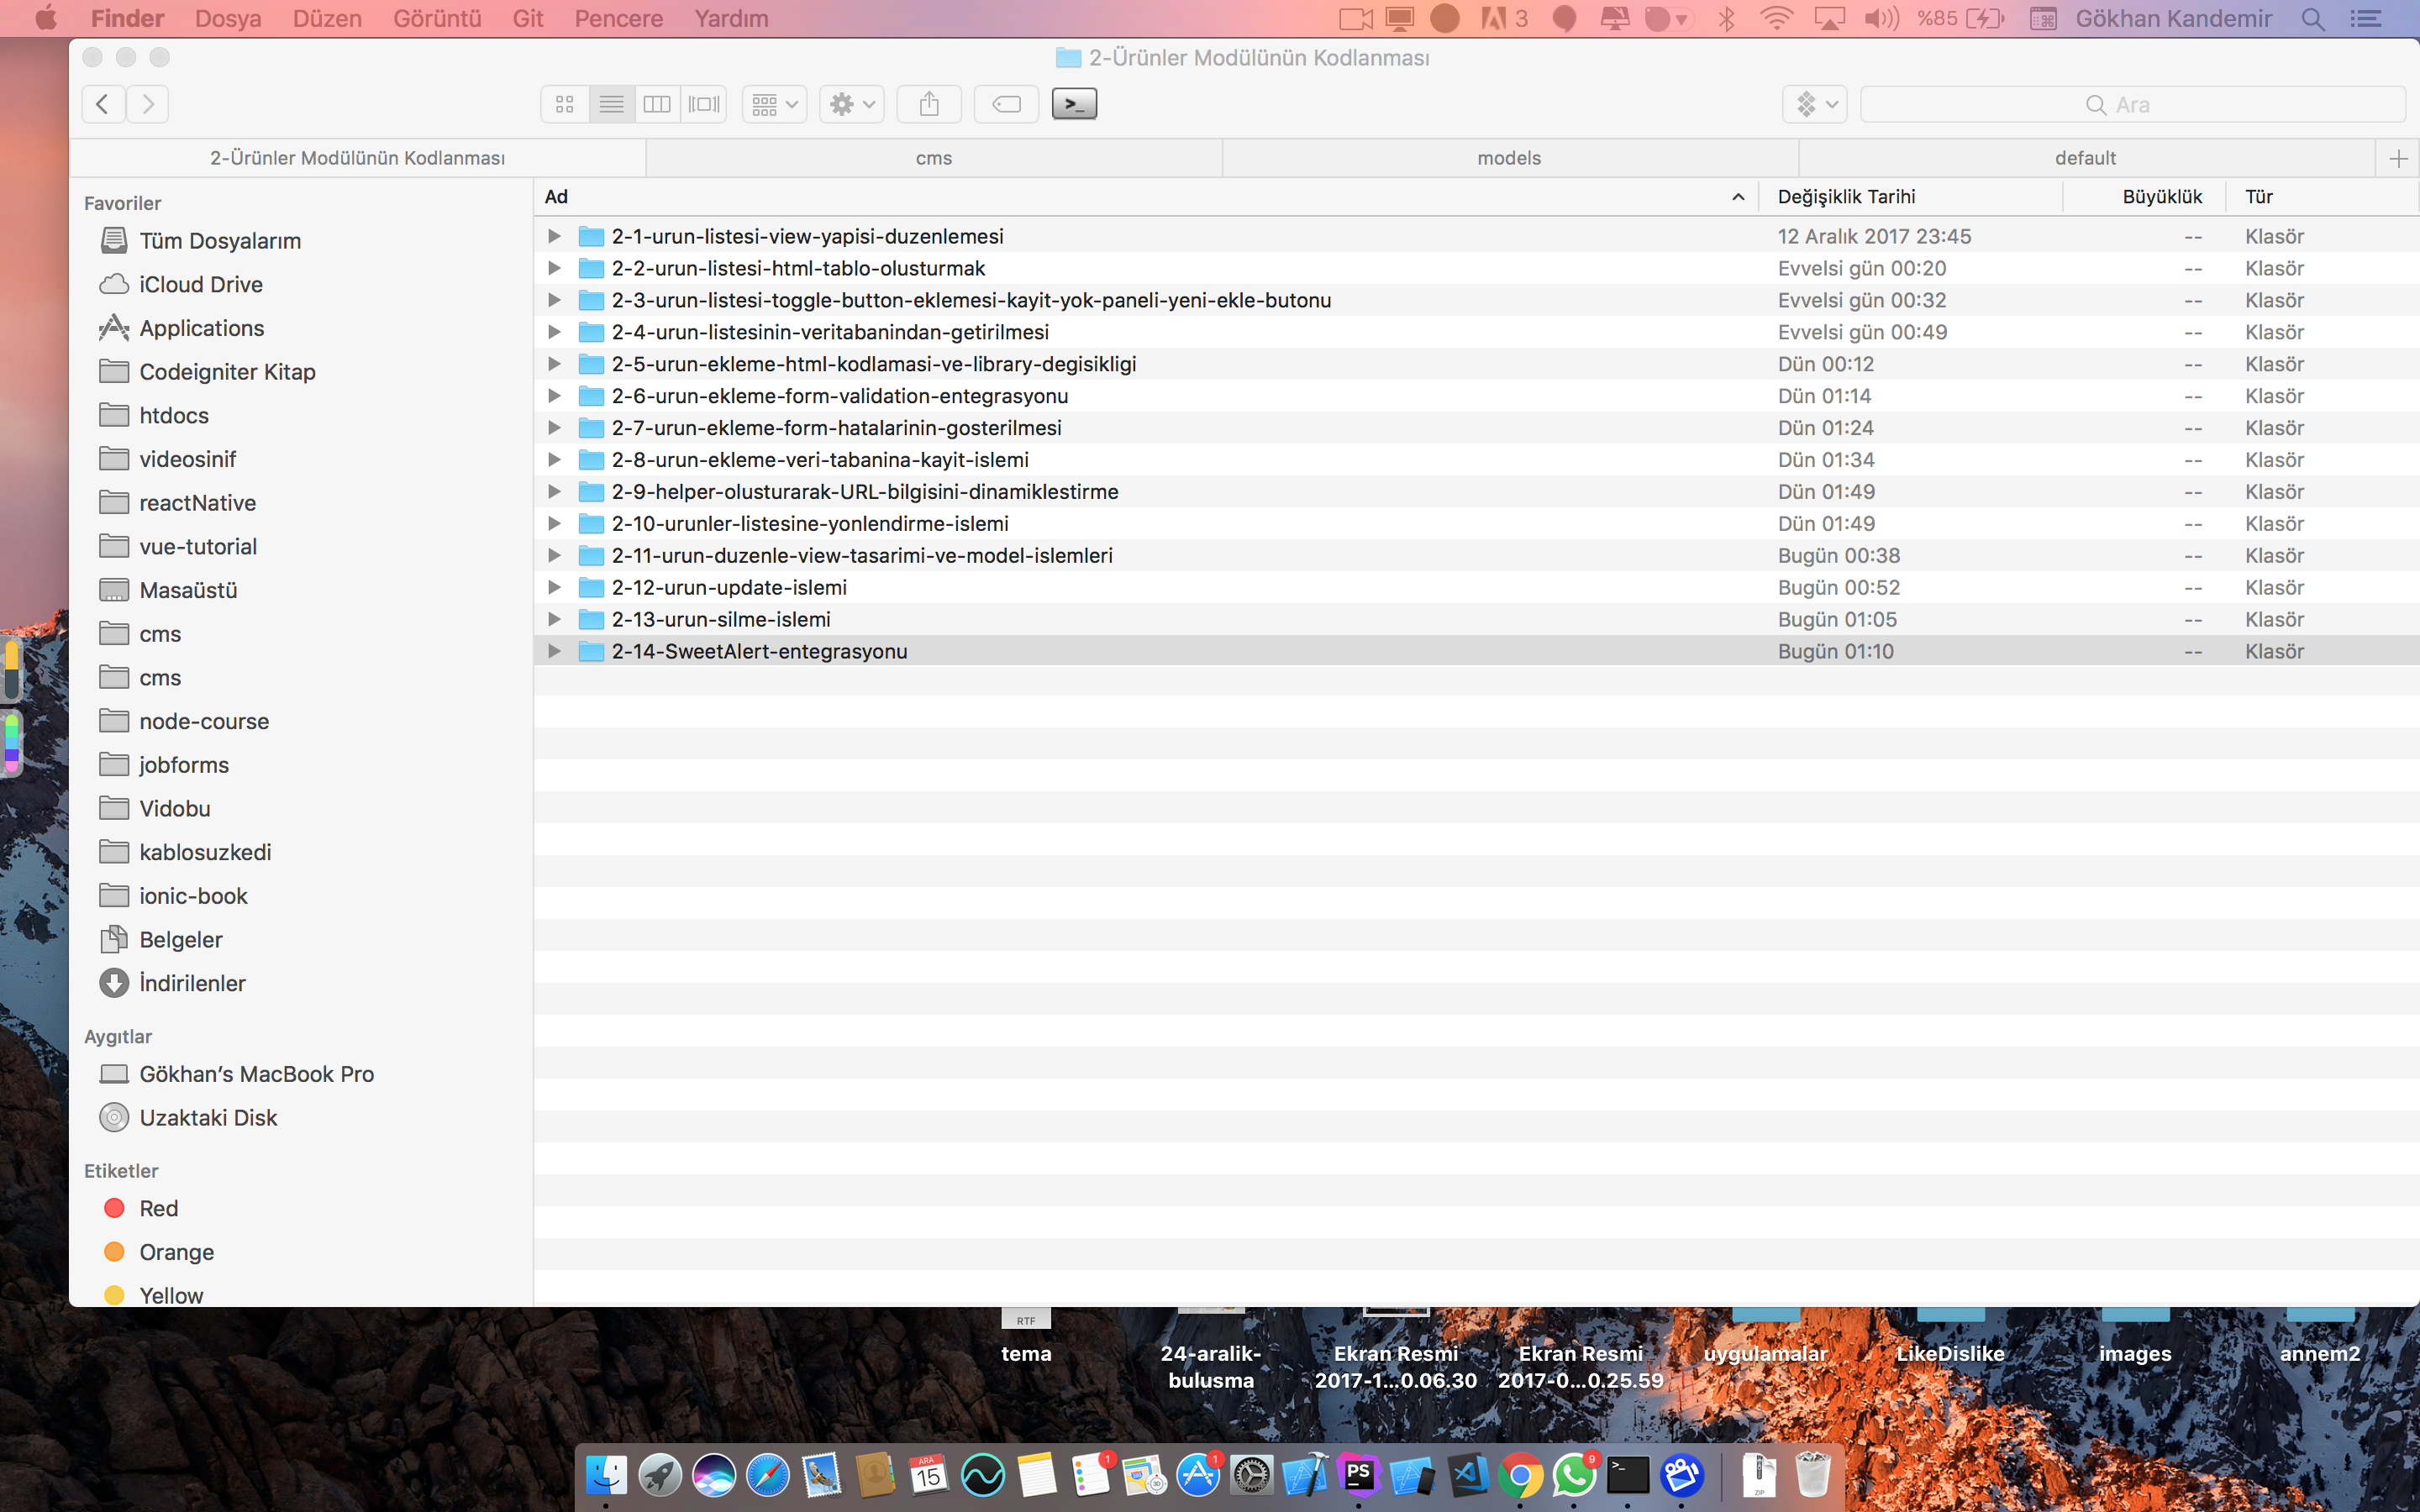 Finder Dosya Düzen Görüntü Git Pencere Yardım 3 %85 Gökhan Kandemir
2-Ürünler Modülünün Kodlanması
>_ Ara
2-Ürünler Modülünün Kodlanması cms models default
Favoriler
Tüm Dosyalarım
iCloud Drive
Applications
Codeigniter Kitap
htdocs
videosinif
reactNative
vue-tutorial
Masaüstü
cms
cms
node-course
jobforms
Vidobu
kablosuzkedi
ionic-book
Belgeler
İndirilenler
Aygıtlar
Gökhan’s MacBook Pro
Uzaktaki Disk
Etiketler
Red
Orange
Yellow
Ad Değişiklik Tarihi Büyüklük Tür
2-1-urun-listesi-view-yapisi-duzenlemesi 12 Aralık 2017 23:45 -- Klasör
2-2-urun-listesi-html-tablo-olusturmak Evvelsi gün 00:20 -- Klasör
2-3-urun-listesi-toggle-button-eklemesi-kayit-yok-paneli-yeni-ekle-butonu Evvelsi gün 00:32 -- Klasör
2-4-urun-listesinin-veritabanindan-getirilmesi Evvelsi gün 00:49 -- Klasör
2-5-urun-ekleme-html-kodlamasi-ve-library-degisikligi Dün 00:12 -- Klasör
2-6-urun-ekleme-form-validation-entegrasyonu Dün 01:14 -- Klasör
2-7-urun-ekleme-form-hatalarinin-gosterilmesi Dün 01:24 -- Klasör
2-8-urun-ekleme-veri-tabanina-kayit-islemi Dün 01:34 -- Klasör
2-9-helper-olusturarak-URL-bilgisini-dinamiklestirme Dün 01:49 -- Klasör
2-10-urunler-listesine-yonlendirme-islemi Dün 01:49 -- Klasör
2-11-urun-duzenle-view-tasarimi-ve-model-islemleri Bugün 00:38 -- Klasör
2-12-urun-update-islemi Bugün 00:52 -- Klasör
2-13-urun-silme-islemi Bugün 01:05 -- Klasör
2-14-SweetAlert-entegrasyonu Bugün 01:10 -- Klasör
RTF
tema
24-aralik-
bulusma
Ekran Resmi
2017-1...0.06.30
Ekran Resmi
2017-0...0.25.59
uygulamalar
LikeDislike
images
annem2
ARA
15
1
1
PS
9
>_
ZIP